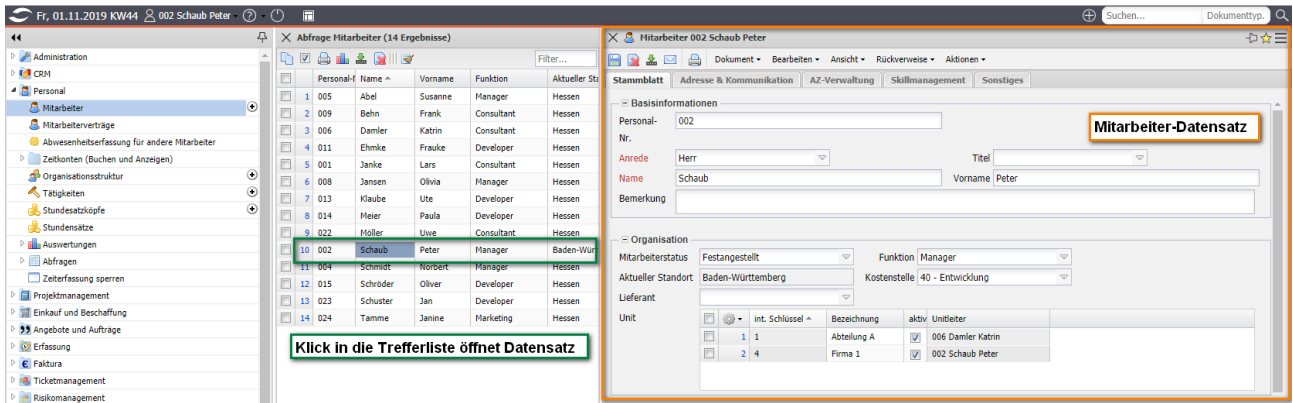 Fr, 01.11.2019 KW44 002 Schaub Peter
Suchen... Dokumenttyp.
Administration
CRM
Personal
Mitarbeiter
Mitarbeiterverträge
Abwesenheitserfassung für andere Mitarbeiter
Zeitkonten (Buchen und Anzeigen)
Organisationsstruktur
Tätigkeiten
Stundensatzköpfe
Stundensätze
Auswertungen
Abfragen
Zeiterfassung sperren
Projektmanagement
Einkauf und Beschaffung
Angebote und Aufträge
Erfassung
Faktura
Ticketmanagement
Risikomanagement
Abfrage Mitarbeiter (14 Ergebnisse)
Filter...
Personal-N Name Vorname Funktion Aktueller Sta
1 005 Abel Susanne Manager Hessen
2 009 Behn Frank Consultant Hessen
3 006 Damler Katrin Consultant Hessen
4 011 Ehmke Frauke Developer Hessen
5 001 Janke Lars Consultant Hessen
6 008 Jansen Olivia Manager Hessen
7 013 Klaube Ute Developer Hessen
8 014 Meier Paula Developer Hessen
9 022 Möller Uwe Consultant Hessen
10 002 Schaub Peter Manager Baden-Würt
11 004 Schmidt Norbert Manager Hessen
12 015 Schröder Oliver Developer Hessen
13 023 Schuster Jan Developer Hessen
14 024 Tamme Janine Marketing Hessen
Klick in die Trefferliste öffnet Datensatz
Mitarbeiter 002 Schaub Peter
Dokument Bearbeiten Ansicht Rückverweise Aktionen
Stammblatt Adresse & Kommunikation AZ-Verwaltung Skillmanagement Sonstiges
Basisinformationen
Personal-Nr. 002
Mitarbeiter-Datensatz
Anrede Herr Titel
Name Schaub Vorname Peter
Bemerkung
Organisation
Mitarbeiterstatus Festangestellt Funktion Manager
Aktueller Standort Baden-Württemberg Kostenstelle 40 - Entwicklung
Lieferant
Unit int. Schlüssel Bezeichnung aktiv Unitleiter
1 1 Abteilung A 006 Damler Katrin
2 4 Firma 1 002 Schaub Peter